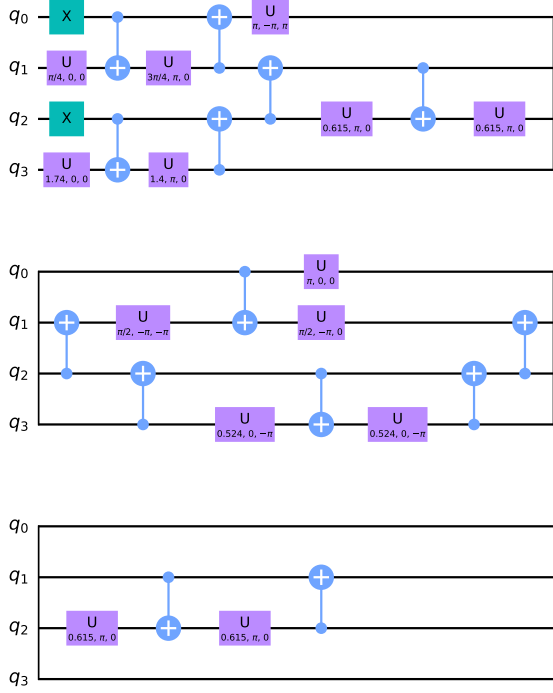 q0 X U π, −π, π
q1 U π/4, 0, 0 U 3π/4, π, 0
q2 X U 0.615, π, 0 U 0.615, π, 0
q3 U 1.74, 0, 0 U 1.4, π, 0
q0 U π, 0, 0
q1 U π/2, −π, −π U π/2, −π, 0
q2
q3 U 0.524, 0, −π U 0.524, 0, −π
q0
q1
q2 U 0.615, π, 0 U 0.615, π, 0
q3